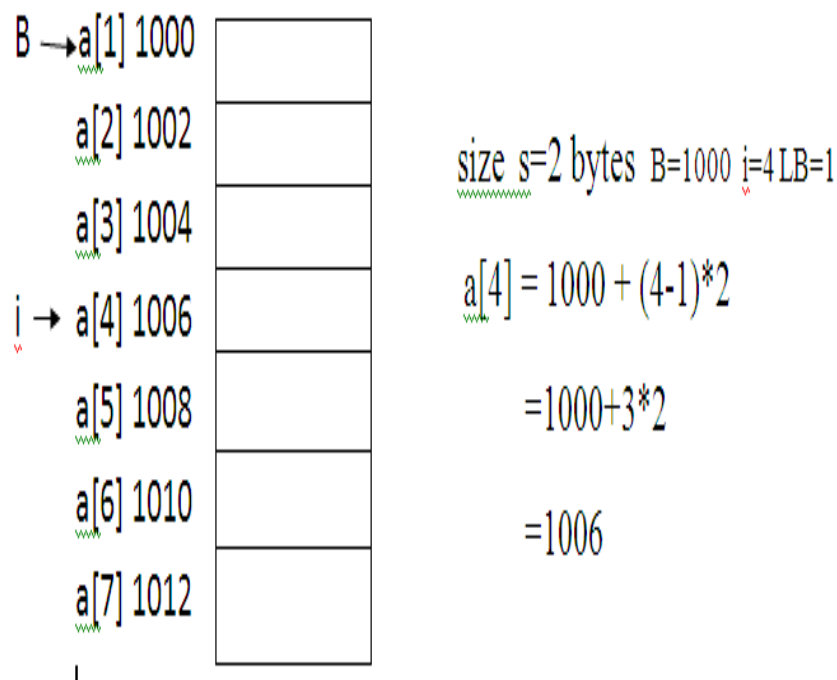 B → a[1] 1000
a[2] 1002
a[3] 1004
i → a[4] 1006
a[5] 1008
a[6] 1010
a[7] 1012
size s=2 bytes B=1000 i=4 LB=1
a[4] = 1000 + (4-1)*2
=1000+3*2
=1006